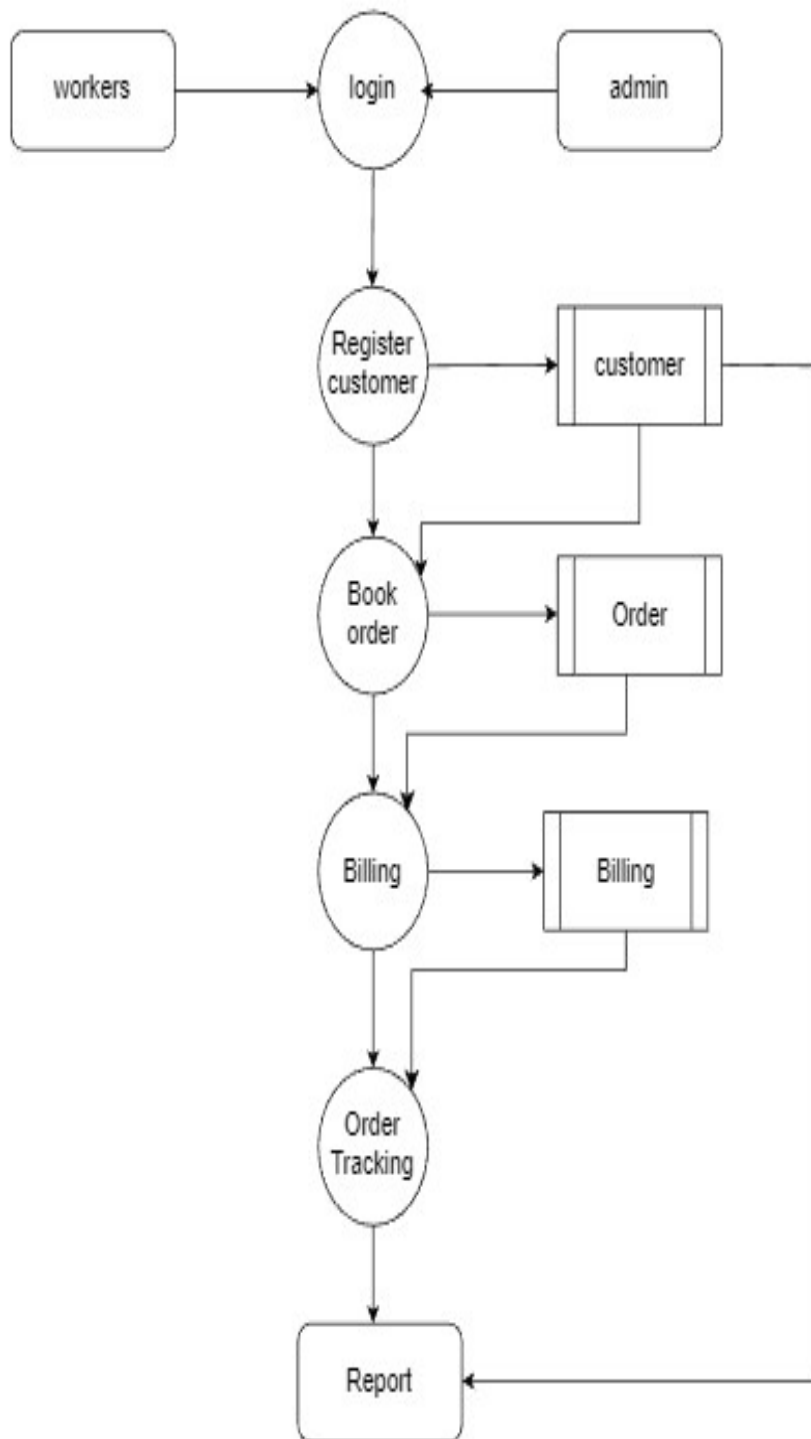 workers
login
admin
Register
customer
customer
Book
order
Order
Billing
Billing
Order
Tracking
Report